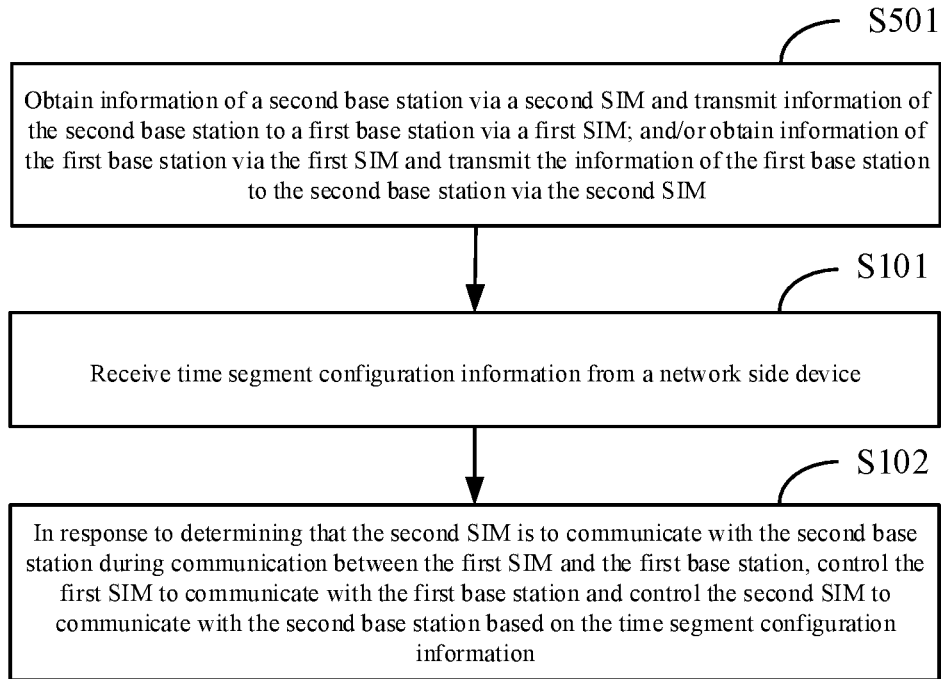 S501
Obtain information of a second base station via a second SIM and transmit information of
the second base station to a first base station via a first SIM; and/or obtain information of
the first base station via the first SIM and transmit the information of the first base station
to the second base station via the second SIM
S101
Receive time segment configuration information from a network side device
S102
In response to determining that the second SIM is to communicate with the second base
station during communication between the first SIM and the first base station, control the
first SIM to communicate with the first base station and control the second SIM to
communicate with the second base station based on the time segment configuration
information